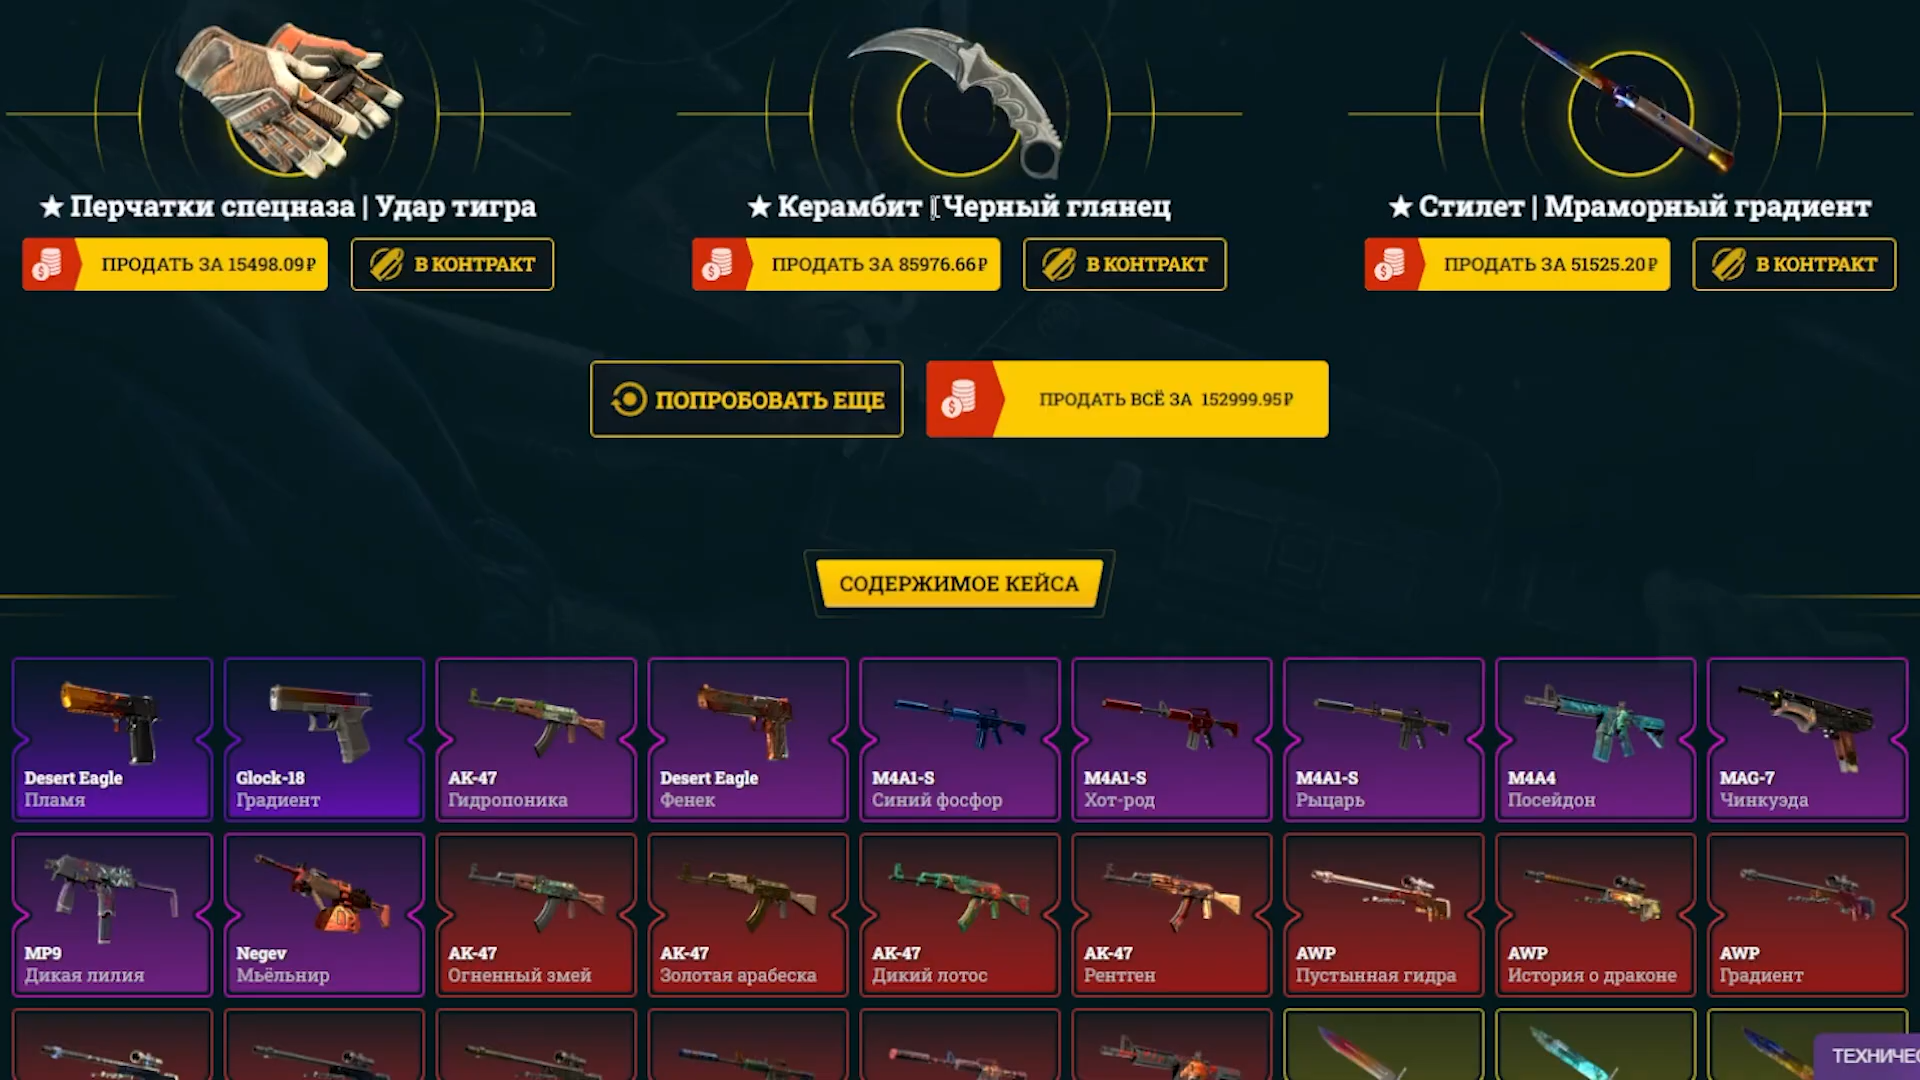 ★ Перчатки спецназа | Удар тигра
★ Керамбит | Черный глянец
★ Стилет | Мраморный градиент
ПРОДАТЬ ЗА 15498.09₽
В КОНТРАКТ
ПРОДАТЬ ЗА 85976.66₽
В КОНТРАКТ
ПРОДАТЬ ЗА 51525.20₽
В КОНТРАКТ
ПОПРОБОВАТЬ ЕЩЕ
ПРОДАТЬ ВСЁ ЗА 152999.95₽
СОДЕРЖИМОЕ КЕЙСА
Desert Eagle
Пламя
Glock-18
Градиент
AK-47
Гидропоника
Desert Eagle
Фенек
M4A1-S
Синий фосфор
M4A1-S
Хот-род
M4A1-S
Рыцарь
M4A4
Посейдон
MAG-7
Чинкуэда
MP9
Дикая лилия
Negev
Мьёльнир
AK-47
Огненный змей
AK-47
Золотая арабеска
AK-47
Дикий лотос
AK-47
Рентген
AWP
Пустынная гидра
AWP
История о драконе
AWP
Градиент
ТЕХНИЧЕС